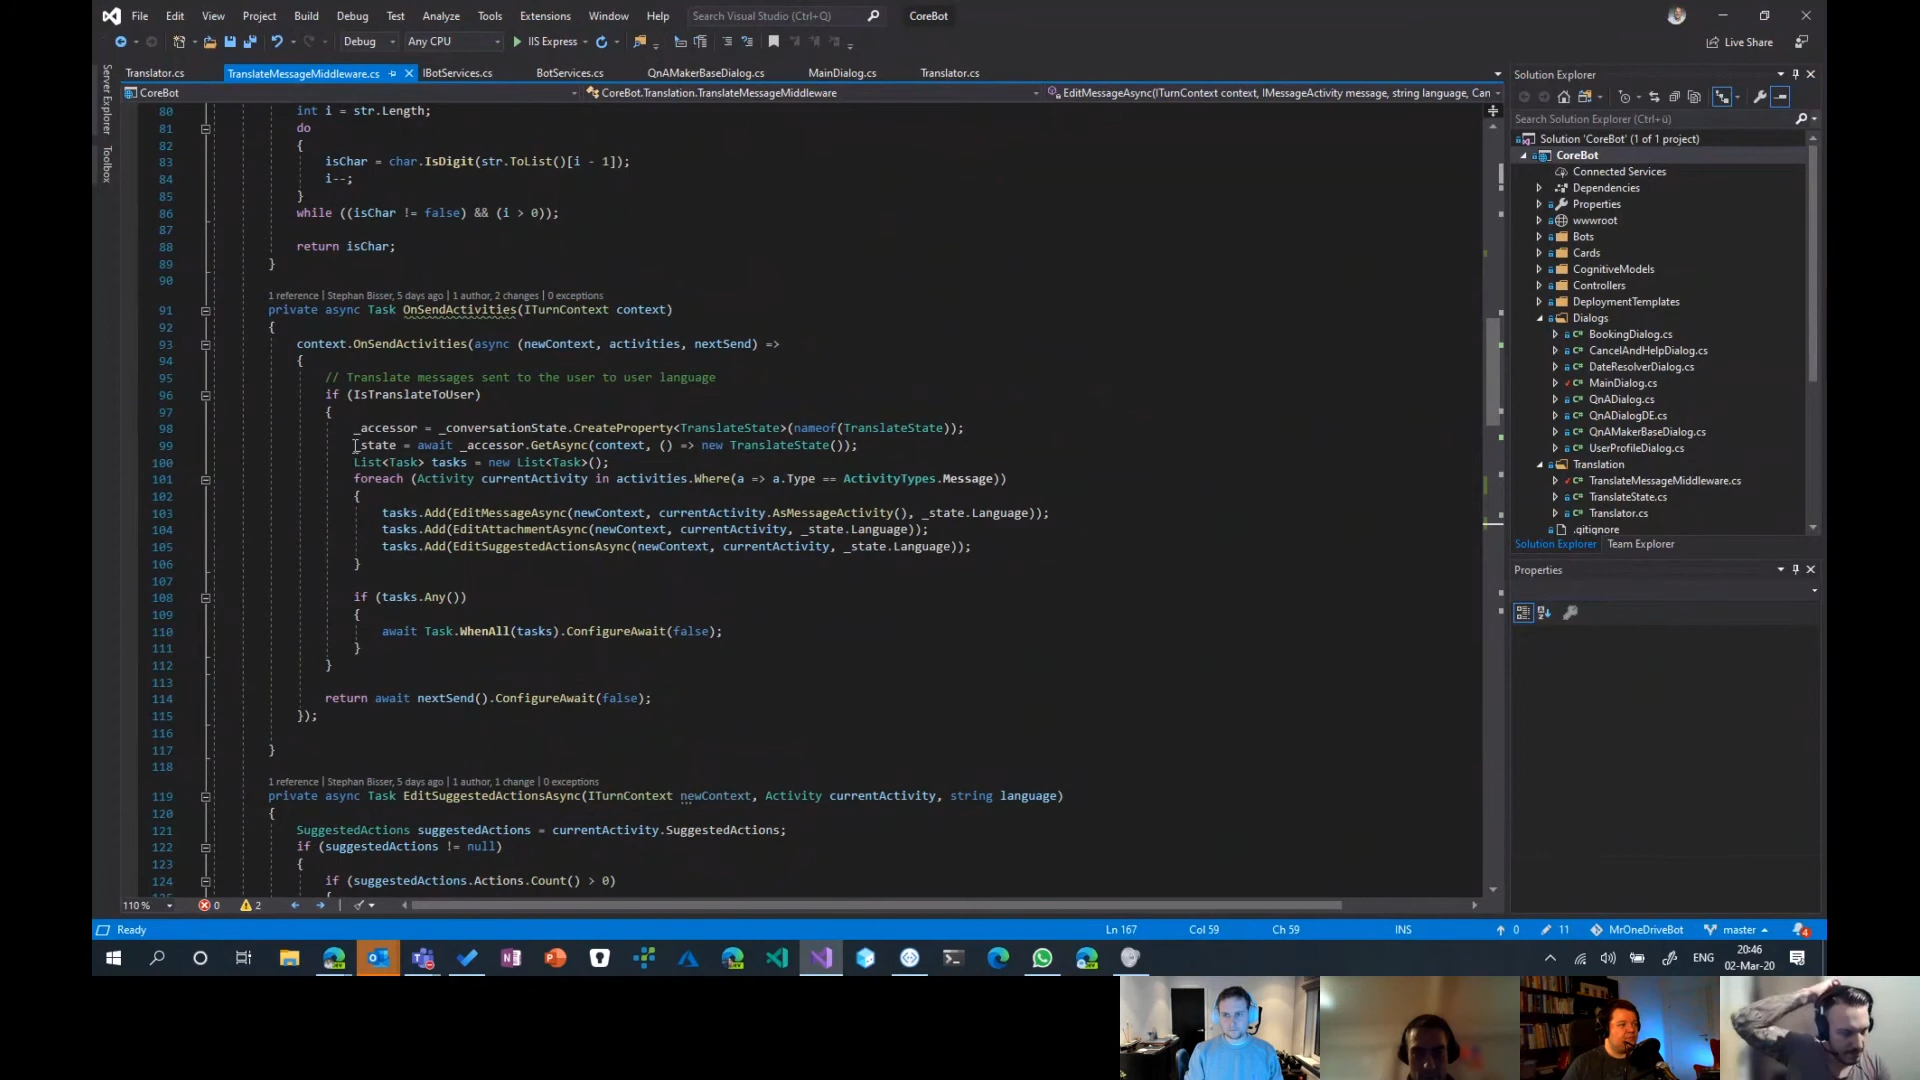 File Edit View Project Build Debug Test Analyze Tools Extensions Window Help Search Visual Studio (Ctrl+Q) CoreBot
Debug Any CPU IIS Express Live Share
Server Explorer
Toolbox
Translator.cs TranslateMessageMiddleware.cs IBotServices.cs BotServices.cs QnAMakerBaseDialog.cs MainDialog.cs Translator.cs
CoreBot CoreBot.Translation.TranslateMessageMiddleware EditMessageAsync(ITurnContext context, IMessageActivity message, string language, Can
80 int i = str.Length;
81 do
82 {
83 isChar = char.IsDigit(str.ToList()[i - 1]);
84 i--;
85 }
86 while ((isChar != false) && (i > 0));
87
88 return isChar;
89 }
90
1 reference | Stephan Bisser, 5 days ago | 1 author, 2 changes | 0 exceptions
91 private async Task OnSendActivities(ITurnContext context)
92 {
93 context.OnSendActivities(async (newContext, activities, nextSend) =>
94 {
95 // Translate messages sent to the user to user language
96 if (IsTranslateToUser)
97 {
98 _accessor = _conversationState.CreateProperty<TranslateState>(nameof(TranslateState));
99 _state = await _accessor.GetAsync(context, () => new TranslateState());
100 List<Task> tasks = new List<Task>();
101 foreach (Activity currentActivity in activities.Where(a => a.Type == ActivityTypes.Message))
102 {
103 tasks.Add(EditMessageAsync(newContext, currentActivity.AsMessageActivity(), _state.Language));
104 tasks.Add(EditAttachmentAsync(newContext, currentActivity, _state.Language));
105 tasks.Add(EditSuggestedActionsAsync(newContext, currentActivity, _state.Language));
106 }
107
108 if (tasks.Any())
109 {
110 await Task.WhenAll(tasks).ConfigureAwait(false);
111 }
112 }
113
114 return await nextSend().ConfigureAwait(false);
115 });
116
117 }
118
1 reference | Stephan Bisser, 5 days ago | 1 author, 1 change | 0 exceptions
119 private async Task EditSuggestedActionsAsync(ITurnContext newContext, Activity currentActivity, string language)
120 {
121 SuggestedActions suggestedActions = currentActivity.SuggestedActions;
122 if (suggestedActions != null)
123 {
124 if (suggestedActions.Actions.Count() > 0)
110 % 0 2
Solution Explorer
Search Solution Explorer (Ctrl+ü)
Solution 'CoreBot' (1 of 1 project)
CoreBot
Connected Services
Dependencies
Properties
wwwroot
Bots
Cards
CognitiveModels
Controllers
DeploymentTemplates
Dialogs
C# BookingDialog.cs
C# CancelAndHelpDialog.cs
C# DateResolverDialog.cs
C# MainDialog.cs
C# QnADialog.cs
C# QnADialogDE.cs
C# QnAMakerBaseDialog.cs
C# UserProfileDialog.cs
Translation
C# TranslateMessageMiddleware.cs
C# TranslateState.cs
C# Translator.cs
.gitignore
Solution Explorer Team Explorer
Properties
Ready Ln 167 Col 59 Ch 59 INS 0 11 MrOneDriveBot master 4
ENG 20:46
02-Mar-20